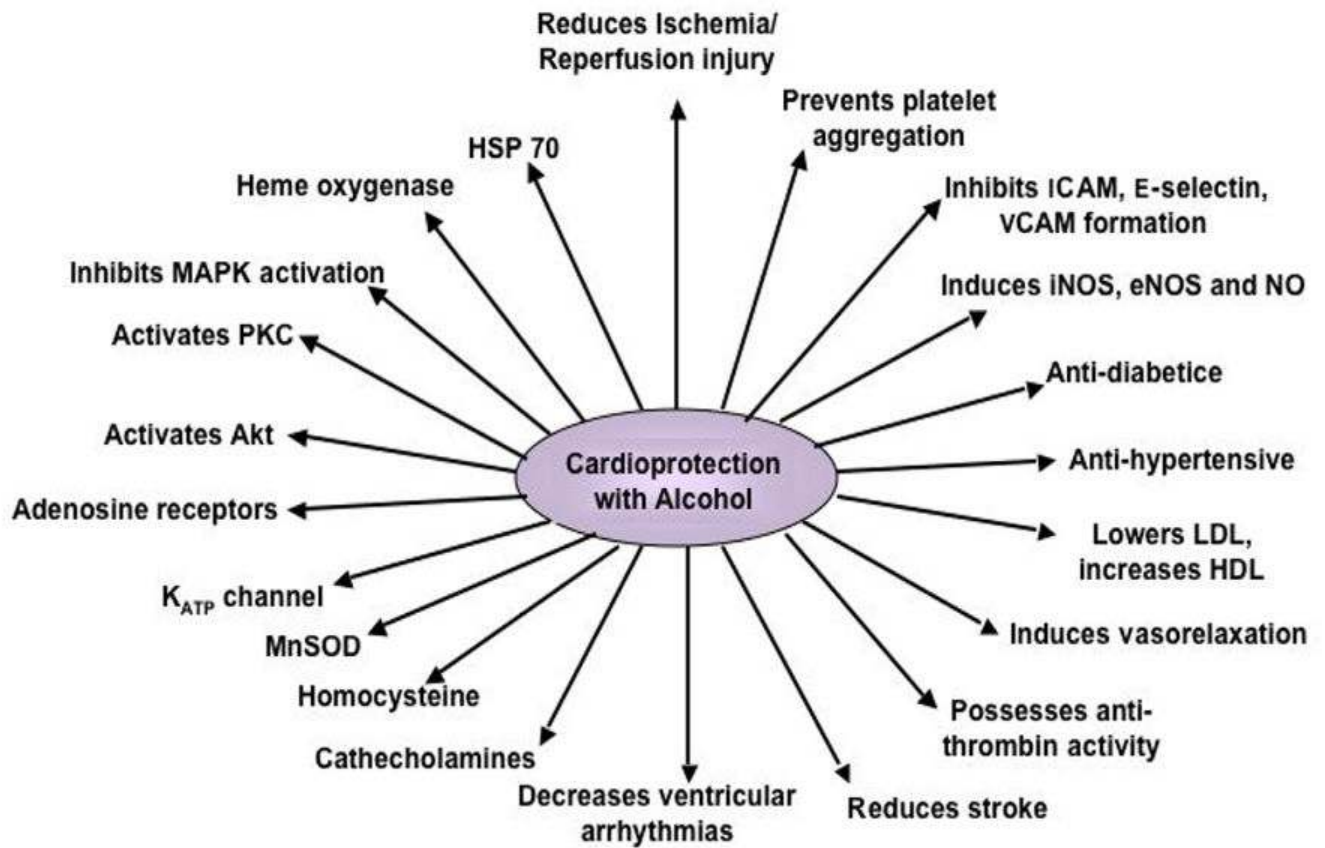 Reduces Ischemia/
Reperfusion injury
Prevents platelet
aggregation
HSP 70
Heme oxygenase
Inhibits ICAM, E-selectin,
VCAM formation
Inhibits MAPK activation
Induces iNOS, eNOS and NO
Activates PKC
Anti-diabetice
Activates Akt
Cardioprotection
with Alcohol
Anti-hypertensive
Adenosine receptors
Lowers LDL,
increases HDL
KATP channel
MnSOD
Induces vasorelaxation
Homocysteine
Possesses anti-
thrombin activity
Cathecholamines
Decreases ventricular
arrhythmias
Reduces stroke